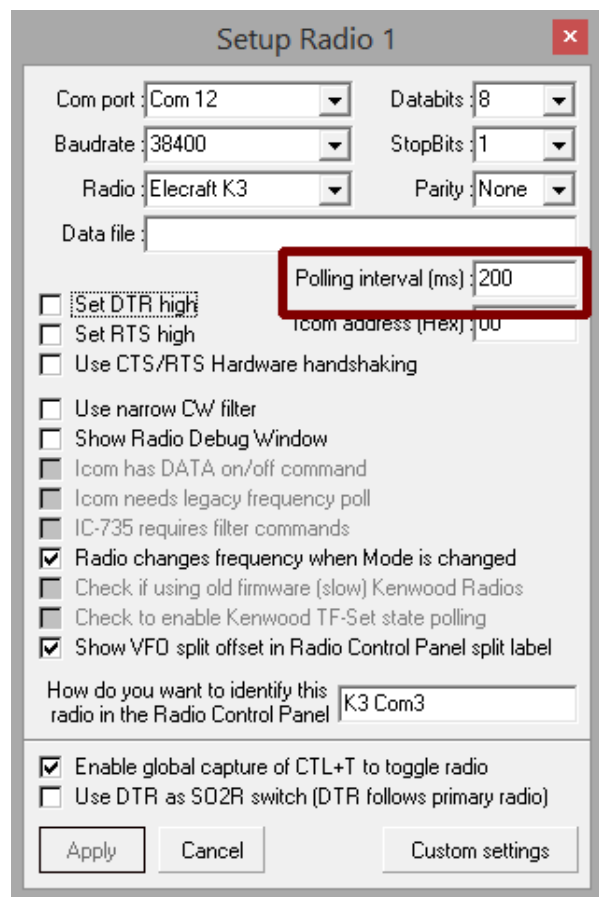 Setup Radio 1
Com port : Com 12 Databits : 8
Baudrate : 38400 StopBits : 1
Radio : Elecraft K3 Parity : None
Data file :
Polling interval (ms) : 200
Set DTR high
Icom address (Hex) : 00
Set RTS high
Use CTS/RTS Hardware handshaking
Use narrow CW filter
Show Radio Debug Window
Icom has DATA on/off command
Icom needs legacy frequency poll
IC-735 requires filter commands
Radio changes frequency when Mode is changed
Check if using old firmware (slow) Kenwood Radios
Check to enable Kenwood TF-Set state polling
Show VFO split offset in Radio Control Panel split label
How do you want to identify this
radio in the Radio Control Panel
K3 Com3
Enable global capture of CTL+T to toggle radio
Use DTR as SO2R switch (DTR follows primary radio)
Apply Cancel Custom settings